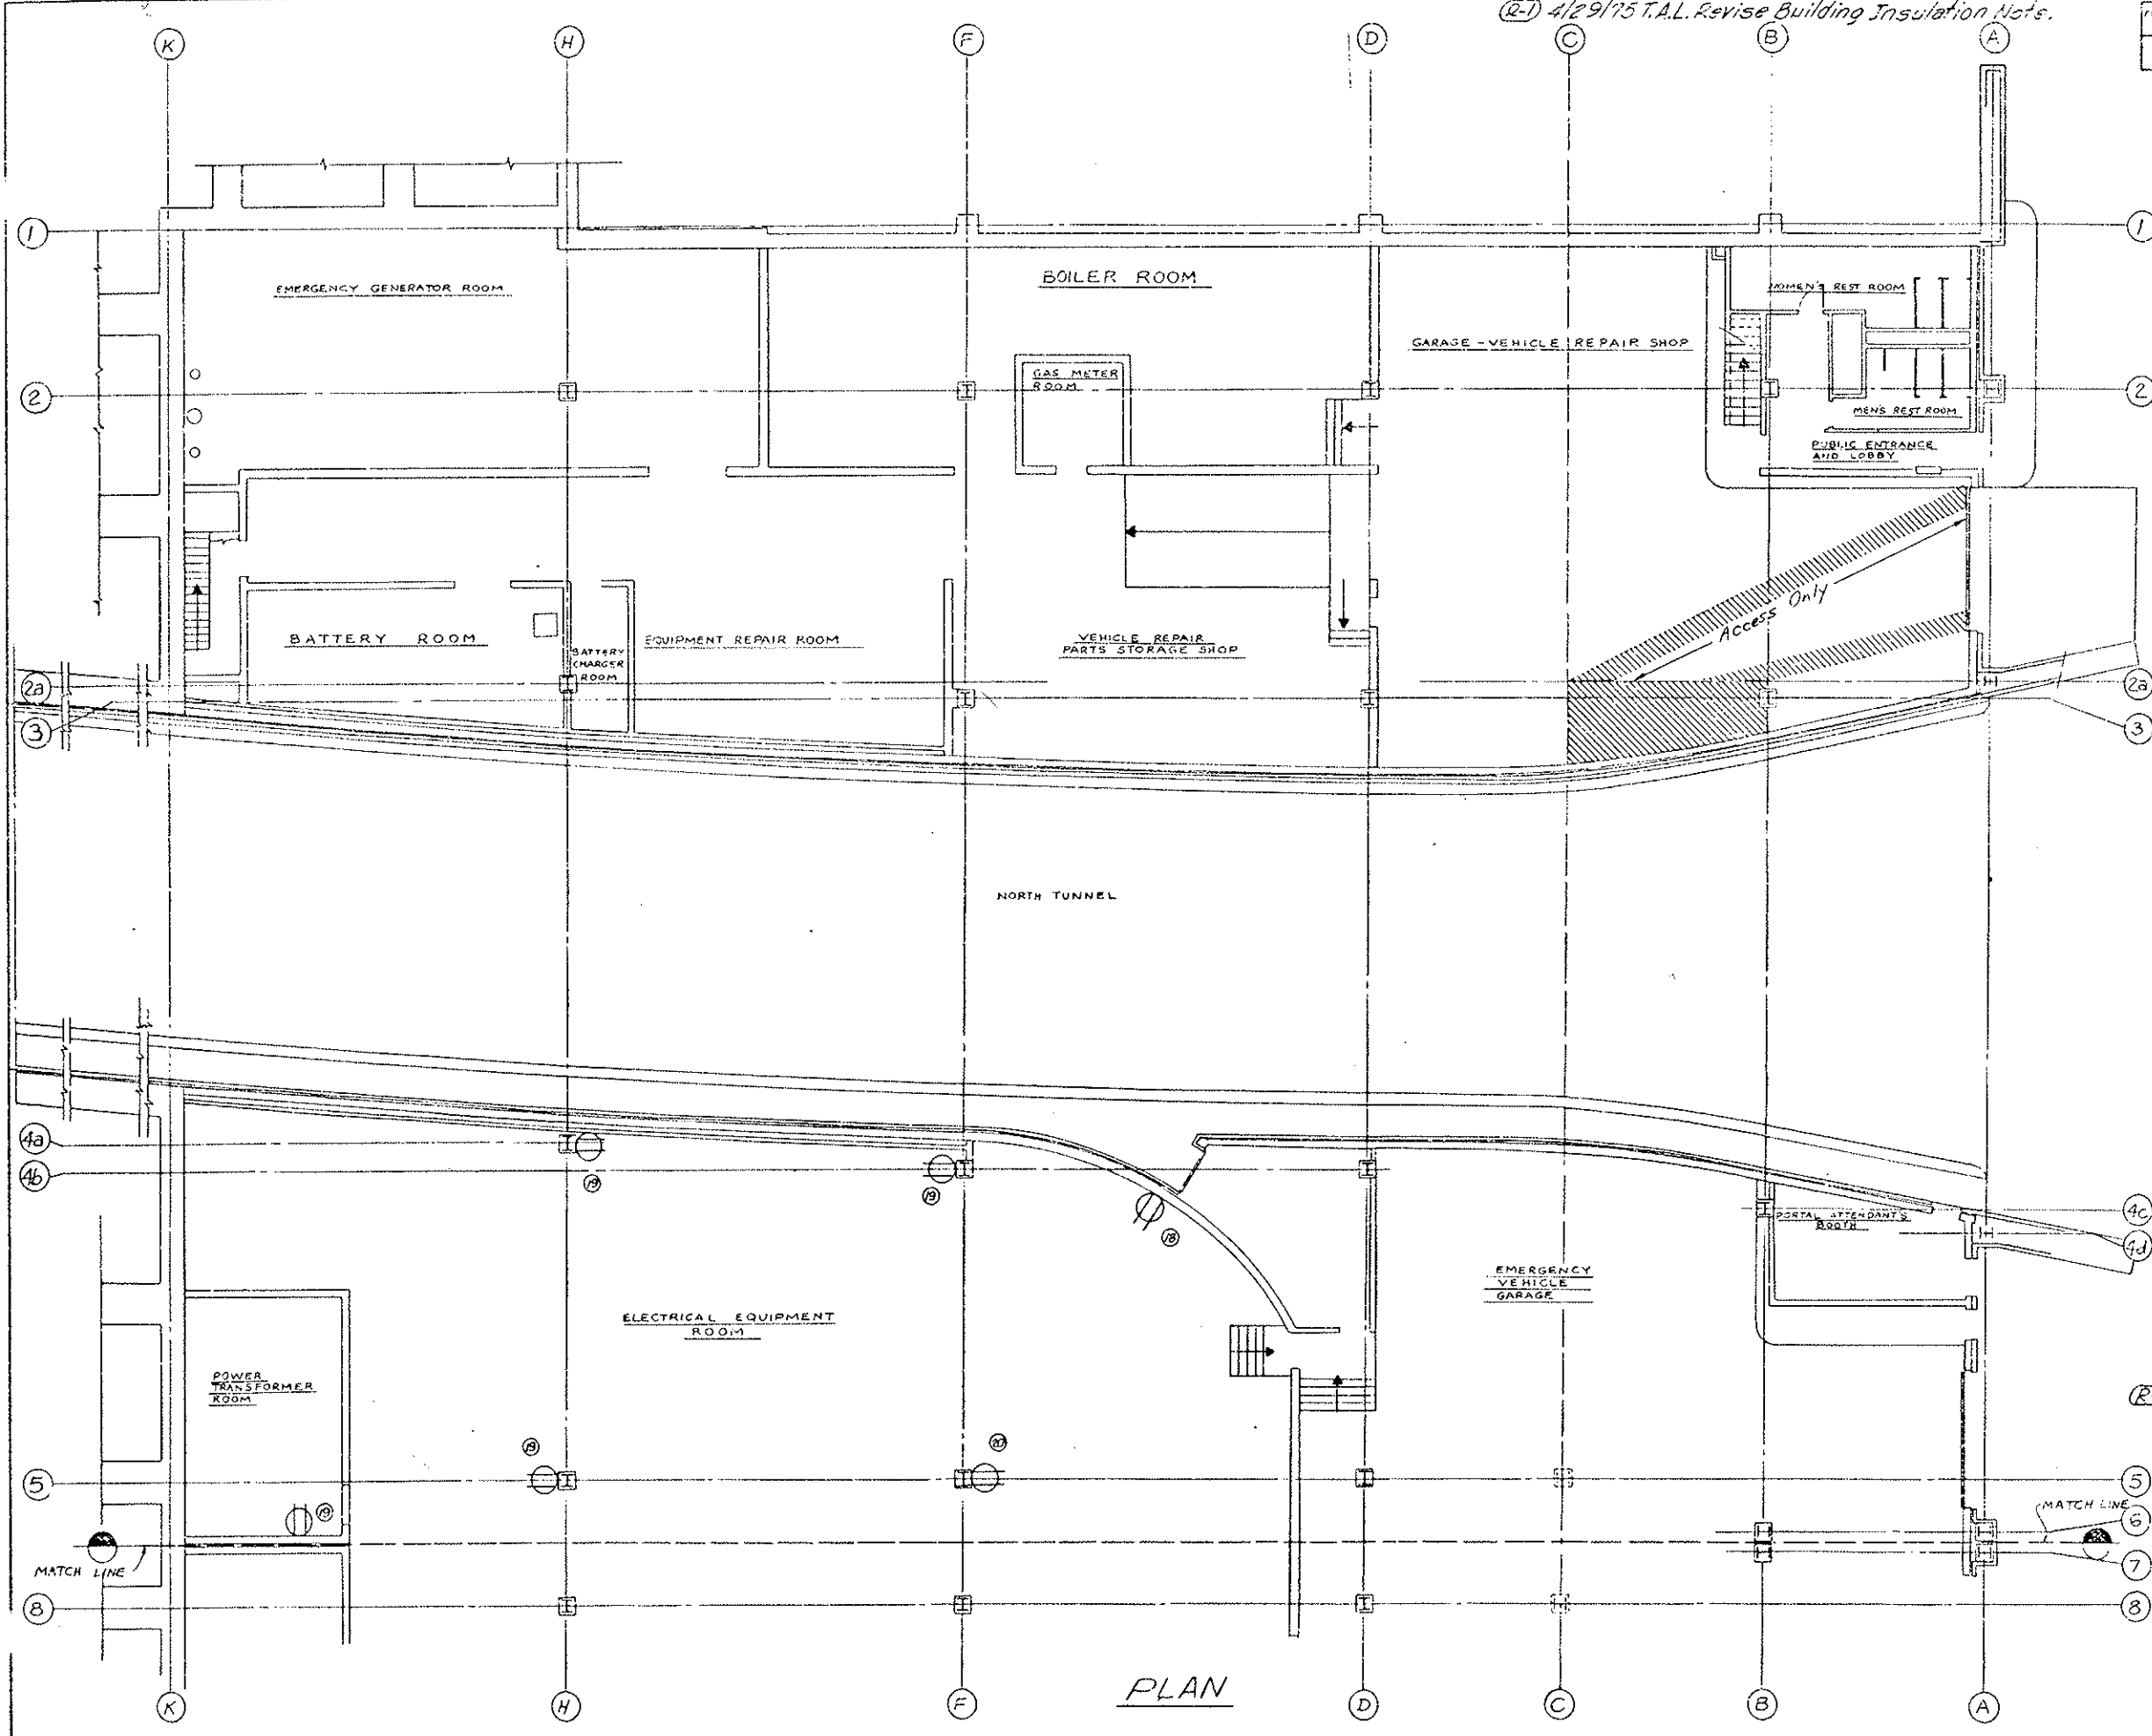 (R-1) 4/29/75 T.A.L. Revise Building Insulation Note.
K H F D C B A
1 1
EMERGENCY GENERATOR ROOM
BOILER ROOM
WOMEN'S REST ROOM
GARAGE - VEHICLE REPAIR SHOP
GAS METER
ROOM
2 2
MENS REST ROOM
PUBLIC ENTRANCE
AND LOBBY
Access Only
BATTERY ROOM
BATTERY
CHARGER
ROOM
EQUIPMENT REPAIR ROOM
VEHICLE REPAIR
PARTS STORAGE SHOP
2a 2a
3 3
NORTH TUNNEL
4a
4b
19
19
18
4c
4d
PORTAL ATTENDANT'S
BOOTH
EMERGENCY
VEHICLE
GARAGE
ELECTRICAL EQUIPMENT
ROOM
POWER
TRANSFORMER
ROOM
19
20
5 5
19
MATCH LINE
6
MATCH LINE
7
8 8
PLAN
K H F D C B A